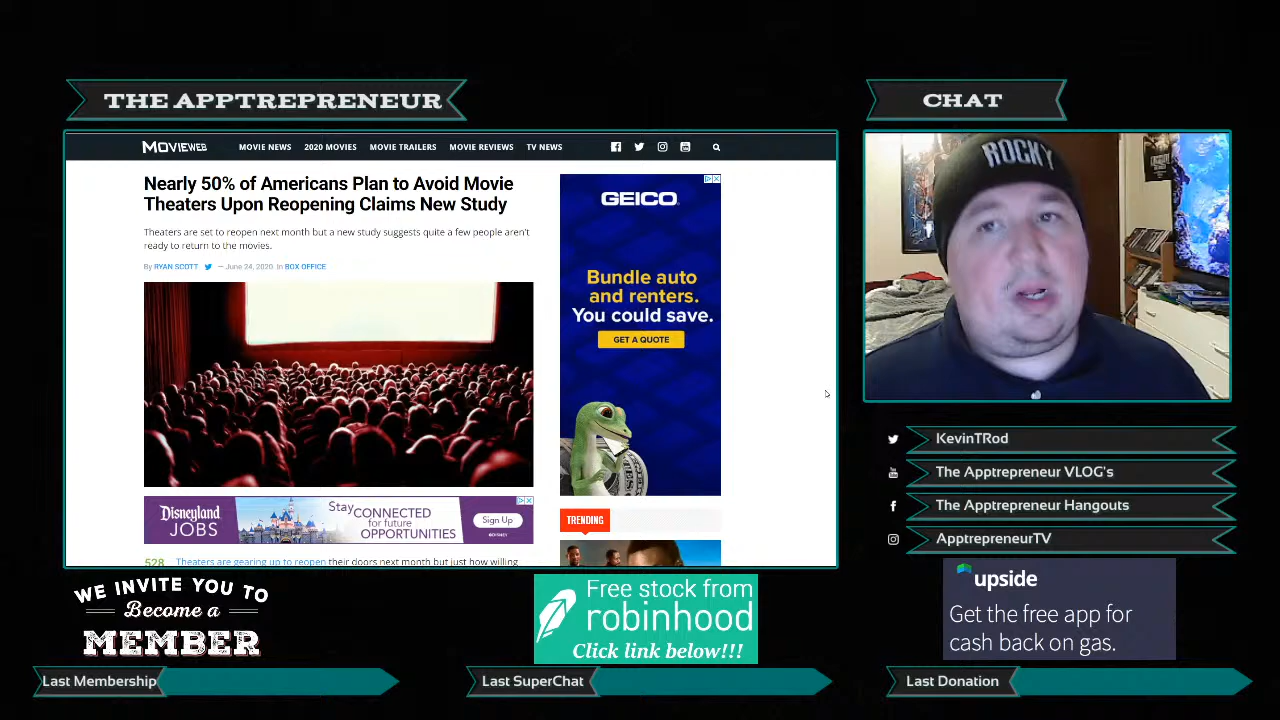 THE APPTREPRENEUR
CHAT
MOVIEWEB
MOVIE NEWS
2020 MOVIES
MOVIE TRAILERS
MOVIE REVIEWS
TV NEWS
Nearly 50% of Americans Plan to Avoid Movie
Theaters Upon Reopening Claims New Study
Theaters are set to reopen next month but a new study suggests quite a few people aren't
ready to return to the movies.
By RYAN SCOTT — June 24, 2020 In BOX OFFICE
GEICO
Bundle auto
and renters.
You could save.
GET A QUOTE
Disneyland
JOBS
Stay
CONNECTED
for future
OPPORTUNITIES
Sign Up
TRENDING
528 Theaters are gearing up to reopen their doors next month but just how willing
ROCKY
KevinTRod
The Apptrepreneur VLOG's
The Apptrepreneur Hangouts
ApptrepreneurTV
WE INVITE YOU TO
Become a
MEMBER
Free stock from
robinhood
Click link below!!!
upside
Get the free app for
cash back on gas.
Last Membership
Last SuperChat
Last Donation